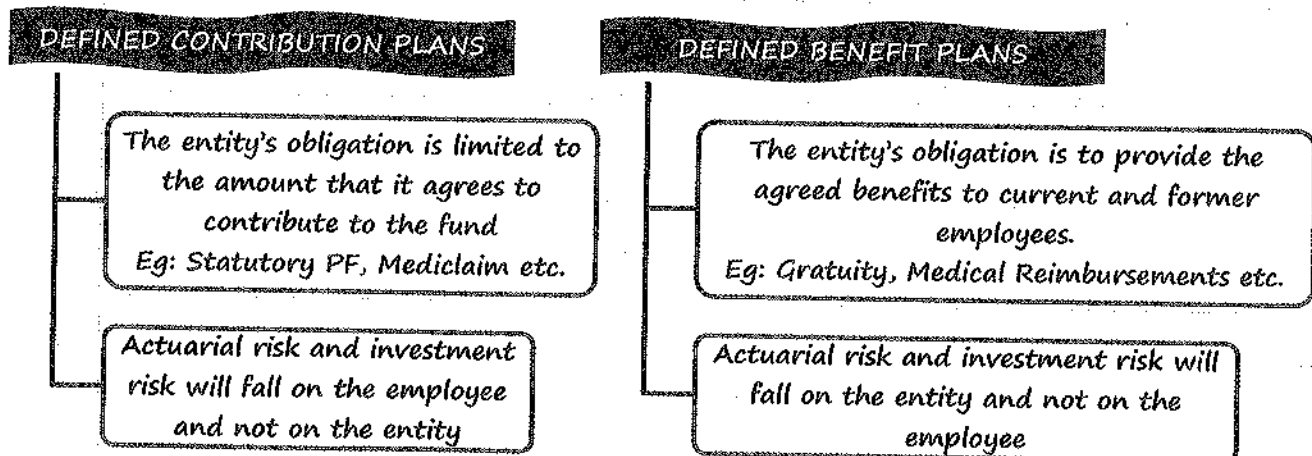 DEFINED CONTRIBUTION PLANS
The entity's obligation is limited to
the amount that it agrees to
contribute to the fund
Eg: Statutory PF, Mediclaim etc.
Actuarial risk and investment
risk will fall on the employee
and not on the entity
DEFINED BENEFIT PLANS
The entity's obligation is to provide the
agreed benefits to current and former
employees.
Eg: Gratuity, Medical Reimbursements etc.
Actuarial risk and investment risk will
fall on the entity and not on the
employee